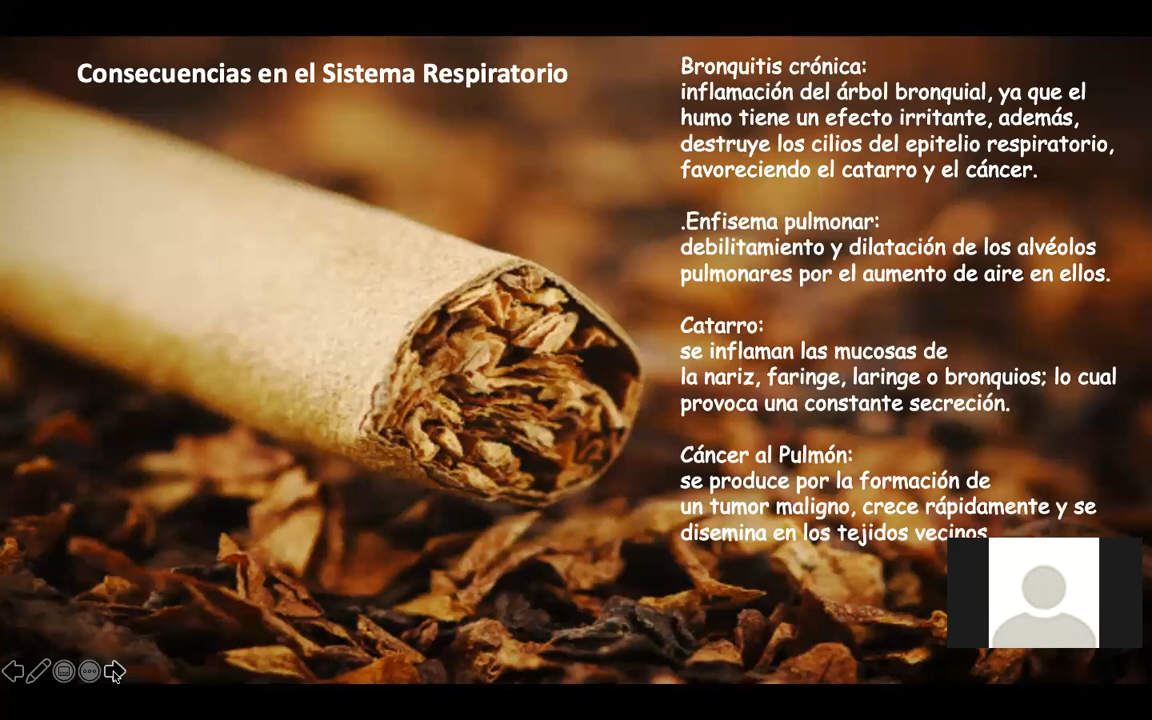 Consecuencias en el Sistema Respiratorio
Bronquitis crónica:
inflamación del árbol bronquial, ya que el
humo tiene un efecto irritante, además,
destruye los cilios del epitelio respiratorio,
favoreciendo el catarro y el cáncer.
.Enfisema pulmonar:
debilitamiento y dilatación de los alvéolos
pulmonares por el aumento de aire en ellos.
Catarro:
se inflaman las mucosas de
la nariz, faringe, laringe o bronquios; lo cual
provoca una constante secreción.
Cáncer al Pulmón:
se produce por la formación de
un tumor maligno, crece rápidamente y se
disemina en los tejidos vecinos